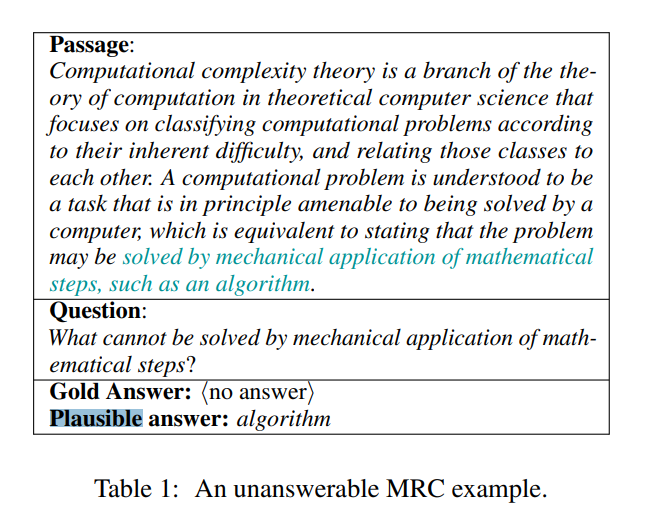 Passage:
Computational complexity theory is a branch of the the-
ory of computation in theoretical computer science that
focuses on classifying computational problems according
to their inherent difficulty, and relating those classes to
each other. A computational problem is understood to be
a task that is in principle amenable to being solved by a
computer, which is equivalent to stating that the problem
may be solved by mechanical application of mathematical
steps, such as an algorithm.
Question:
What cannot be solved by mechanical application of math-
ematical steps?
Gold Answer: ⟨no answer⟩
Plausible answer: algorithm
Table 1: An unanswerable MRC example.